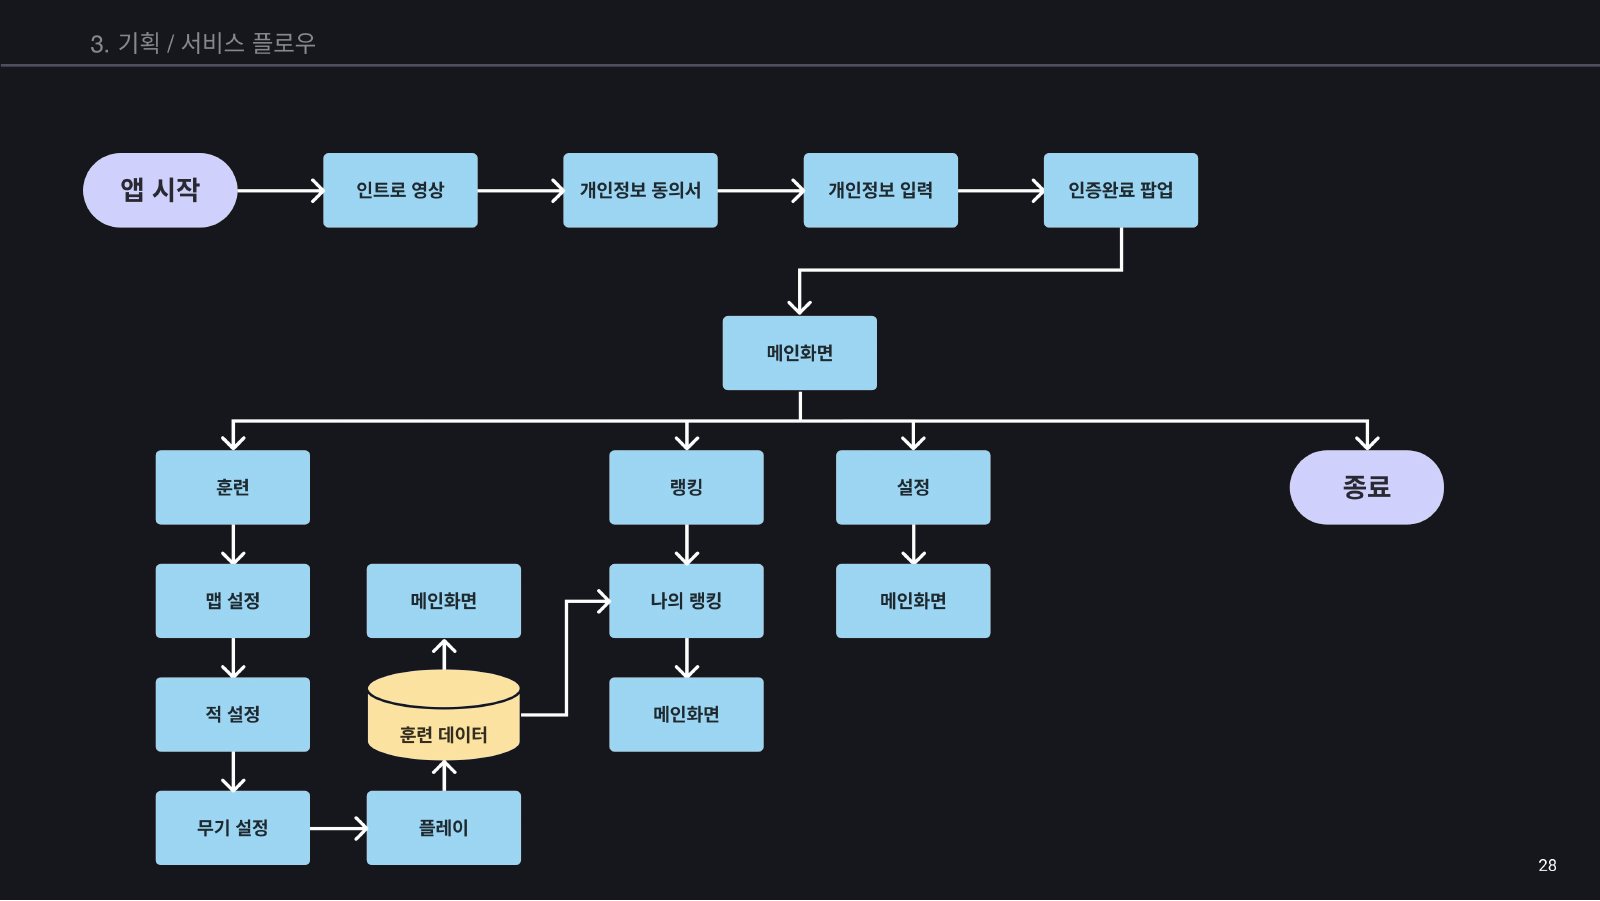 3. 기획 / 서비스 플로우
앱 시작
인트로 영상
개인정보 동의서
개인정보 입력
인증완료 팝업
메인화면
훈련
랭킹
설정
종료
맵 설정
메인화면
나의 랭킹
메인화면
적 설정
훈련 데이터
메인화면
무기 설정
플레이
28